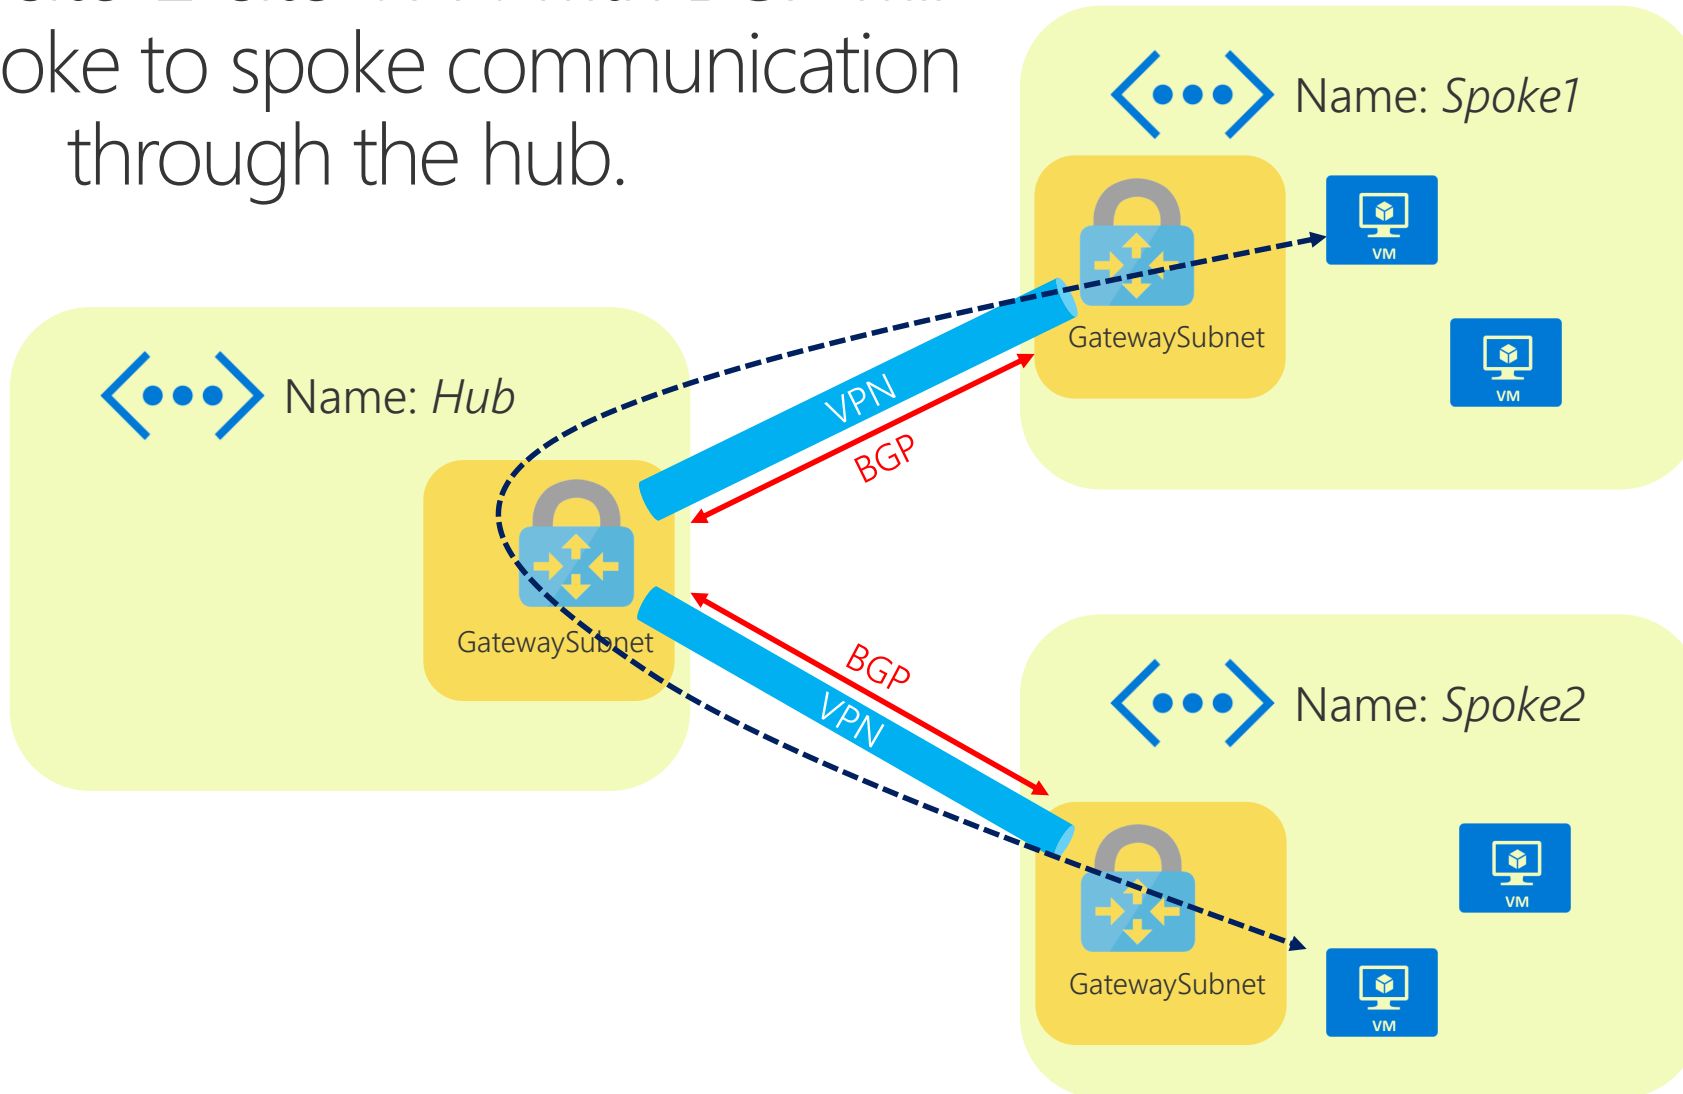 through the hub.
to spoke communication
Name: Spoke1
VM
GatewaySubnet
VM
VPN
BGP
Name: Hub
GatewaySubnet
BGP
VPN
Name: Spoke2
VM
GatewaySubnet
VM